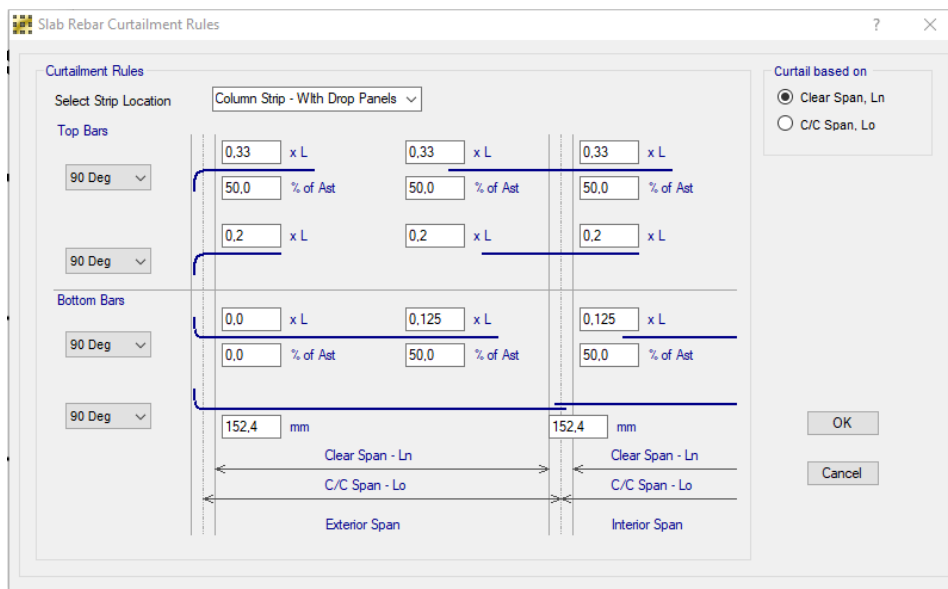 Slab Rebar Curtailment Rules ?
Curtailment Rules
Select Strip Location Column Strip - WIth Drop Panels
Curtail based on
Clear Span, Ln
C/C Span, Lo
Top Bars
90 Deg
0,33 x L 0,33 x L 0,33 x L
50,0 % of Ast 50,0 % of Ast 50,0 % of Ast
90 Deg
0,2 x L 0,2 x L 0,2 x L
Bottom Bars
90 Deg
0,0 x L 0,125 x L 0,125 x L
0,0 % of Ast 50,0 % of Ast 50,0 % of Ast
90 Deg
152,4 mm 152,4 mm
Clear Span - Ln Clear Span - Ln
C/C Span - Lo C/C Span - Lo
Exterior Span Interior Span
OK
Cancel